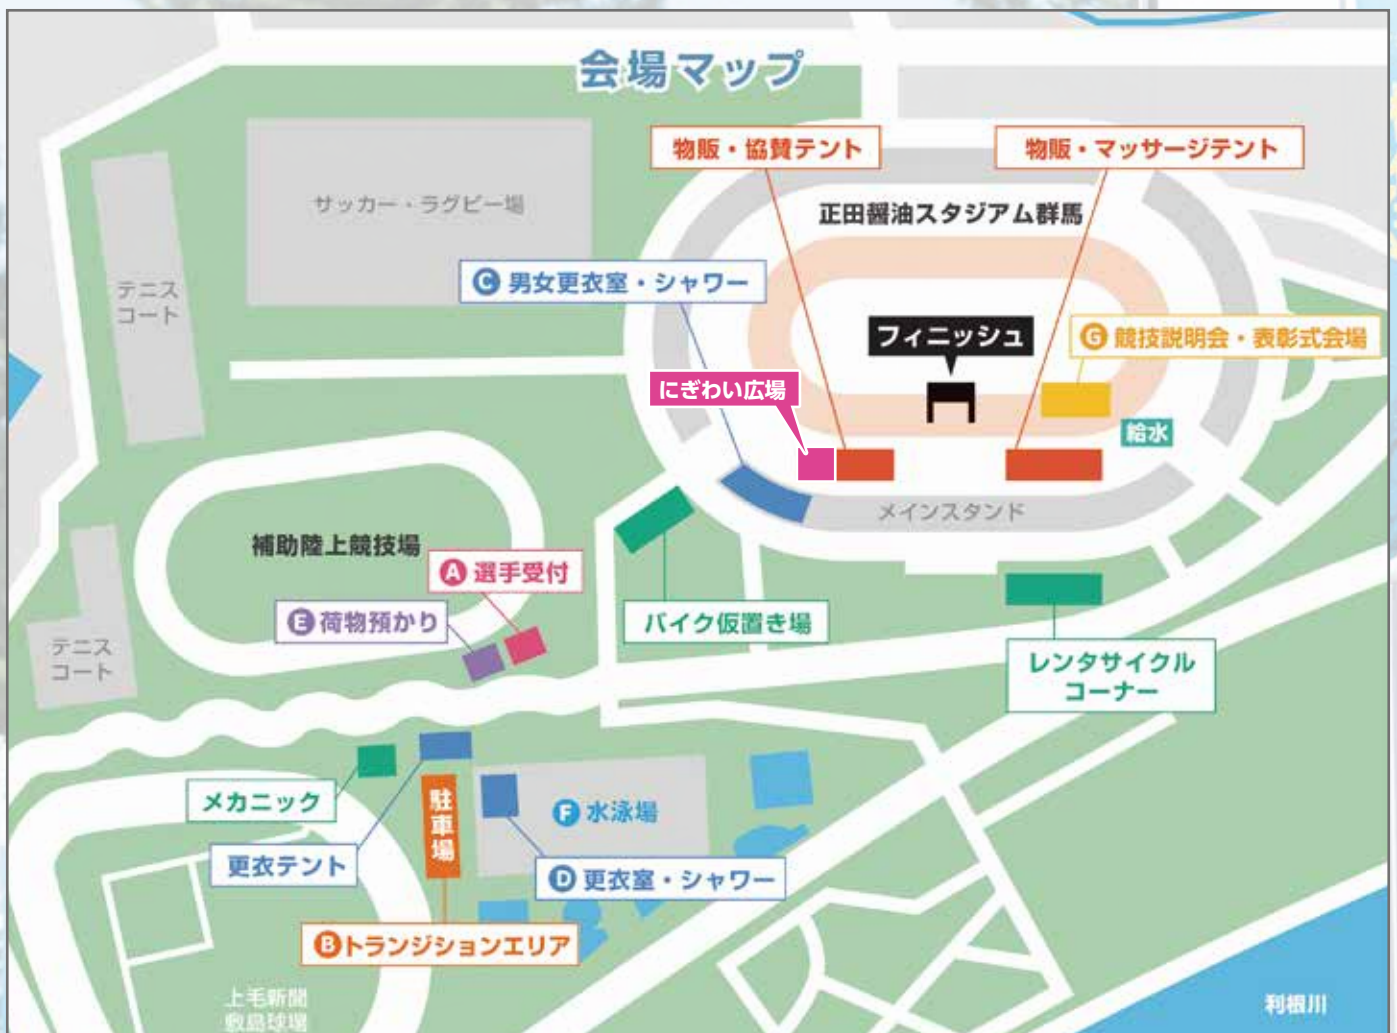 会場マップ
物販・協賛テント
物販・マッサージテント
サッカー・ラグビー場
正田醤油スタジアム群馬
テニス
コート
C 男女更衣室・シャワー
フィニッシュ
G 競技説明会・表彰式会場
にぎわい広場
給水
メインスタンド
補助陸上競技場
A 選手受付
E 荷物預かり
バイク仮置き場
テニス
コート
レンタサイクル
コーナー
メカニック
駐車場
F 水泳場
更衣テント
D 更衣室・シャワー
B トランジションエリア
上毛新聞
敷島球場
利根川